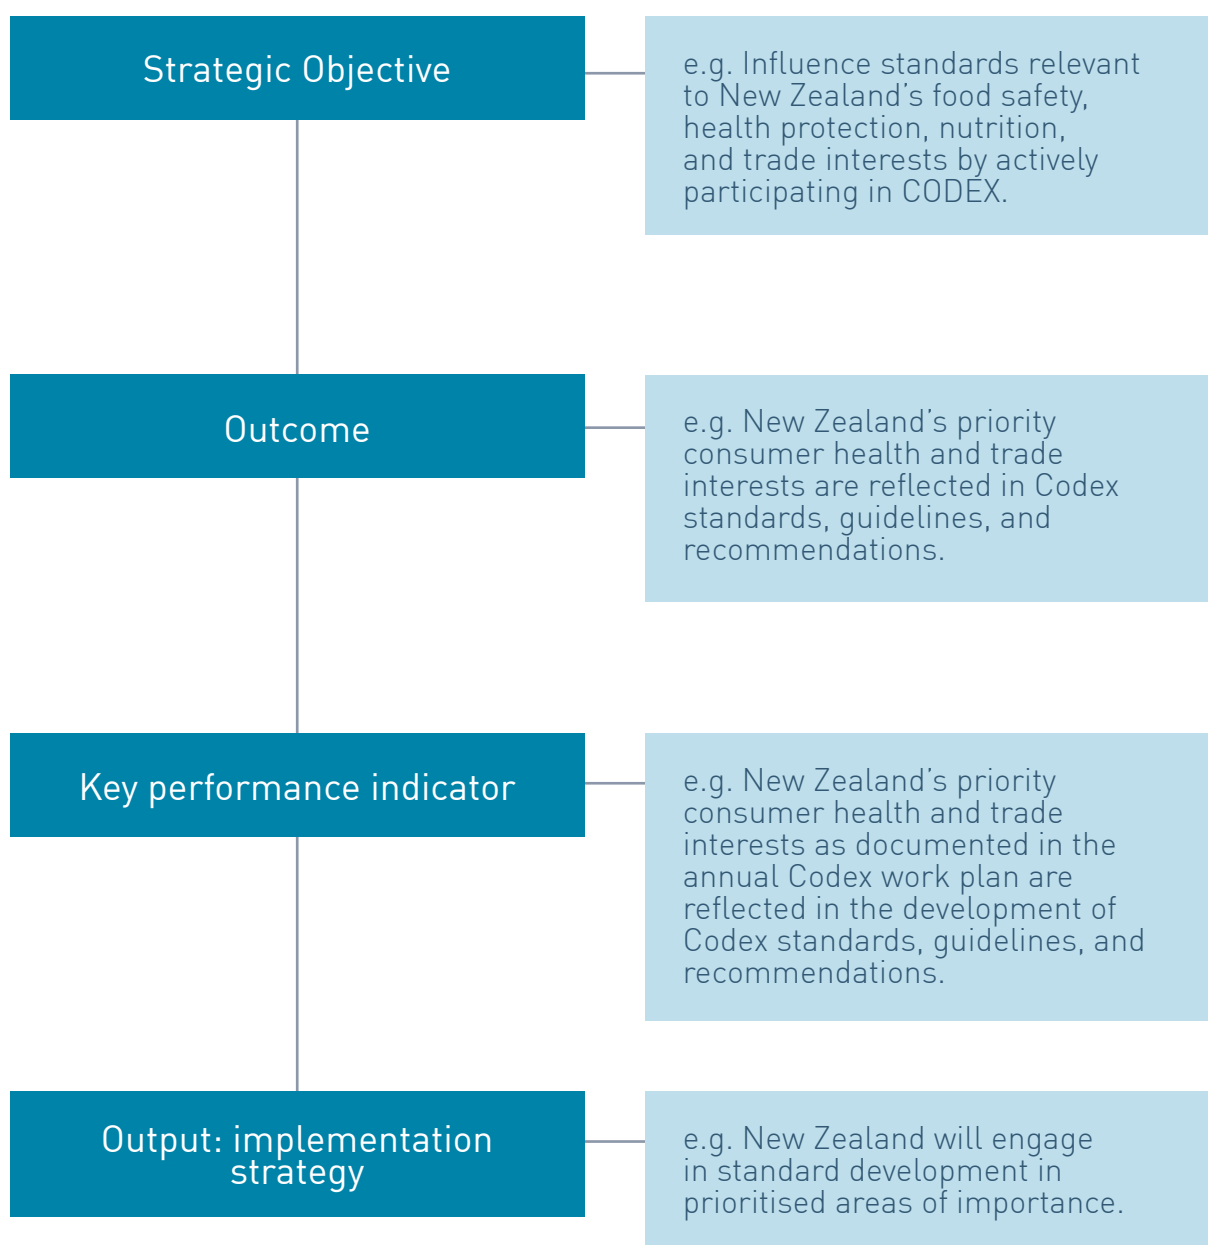 Strategic Objective
e.g. Influence standards relevant
to New Zealand’s food safety,
health protection, nutrition,
and trade interests by actively
participating in CODEX.
Outcome
e.g. New Zealand’s priority
consumer health and trade
interests are reflected in Codex
standards, guidelines, and
recommendations.
Key performance indicator
e.g. New Zealand’s priority
consumer health and trade
interests as documented in the
annual Codex work plan are
reflected in the development of
Codex standards, guidelines, and
recommendations.
Output: implementation
strategy
e.g. New Zealand will engage
in standard development in
prioritised areas of importance.